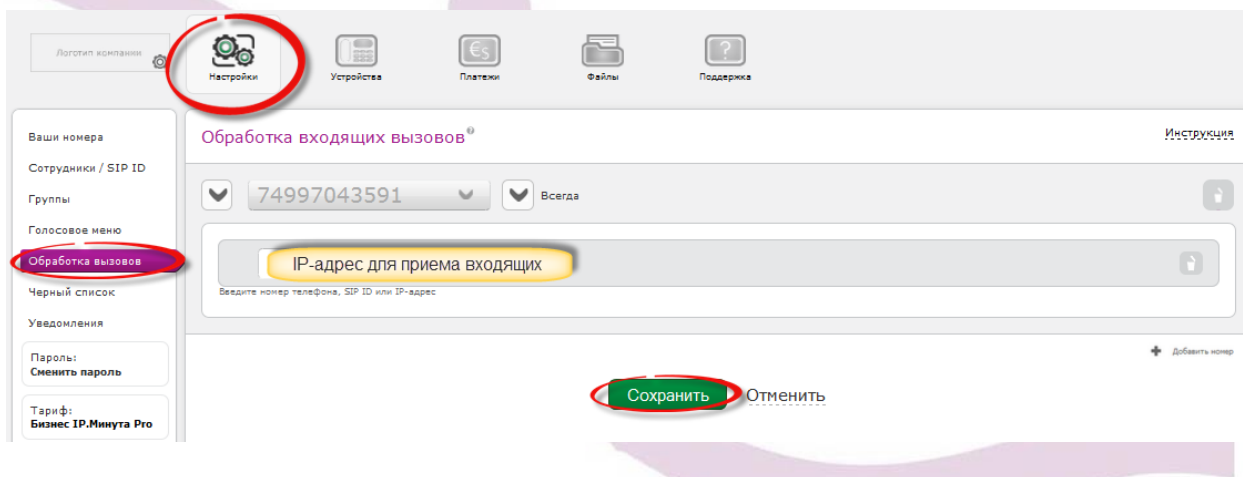 Логотип компании
Настройки
Устройства
Платежи
Файлы
Поддержка
Ваши номера
Сотрудники / SIP ID
Группы
Голосовое меню
Обработка вызовов
Черный список
Уведомления
Пароль:
Сменить пароль
Тариф:
Бизнес IP.Минута Pro
Обработка входящих вызовов
Инструкция
74997043591
Всегда
IP-адрес для приема входящих
Введите номер телефона, SIP ID или IP-адрес
Добавить номер
Сохранить Отменить